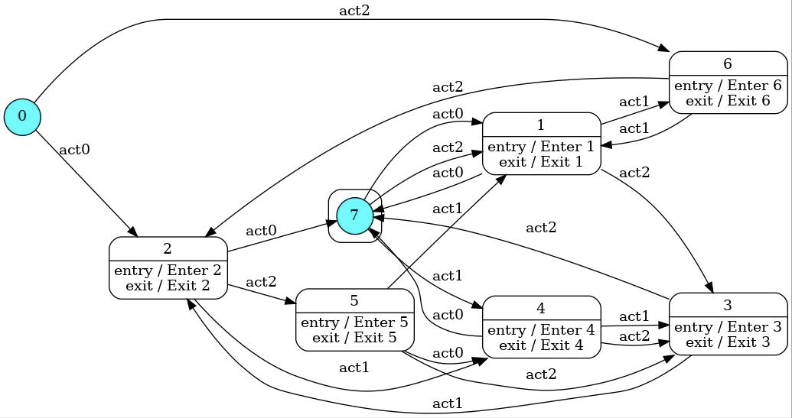 act2
6
entry / Enter 6
exit / Exit 6
act2
act1
act1
0
act0
act0
1
entry / Enter 1
exit / Exit 1
act2
act0
act2
7
act1
act2
act0
2
entry / Enter 2
exit / Exit 2
act2
act1
5
entry / Enter 5
exit / Exit 5
act0
4
entry / Enter 4
exit / Exit 4
act1
act2
3
entry / Enter 3
exit / Exit 3
act0
act1
act2
act1